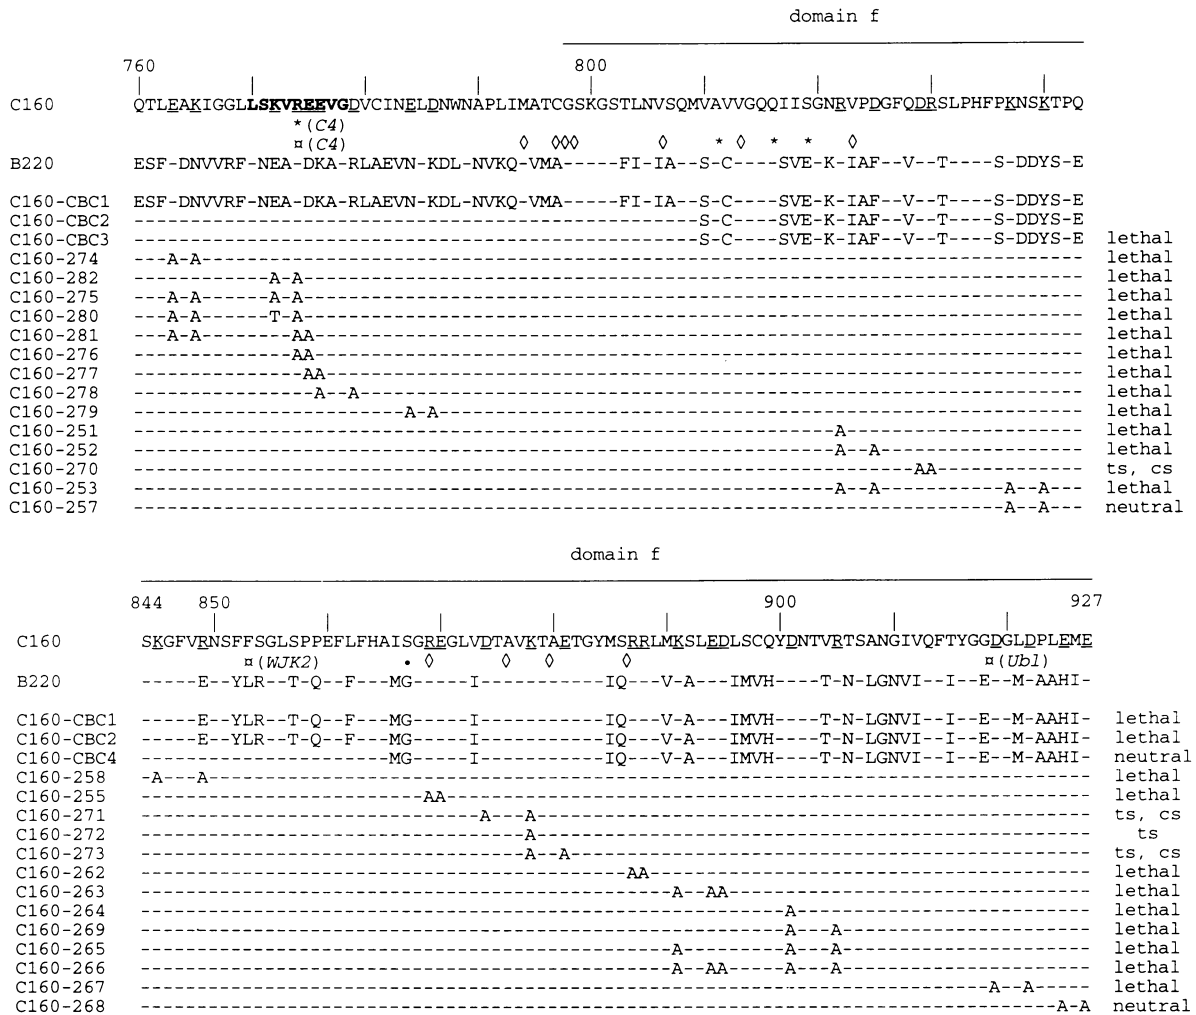 domain f
760 800
C160 QTLEAKIGGLLSKVREEVGDVCINELDNWNAPLIMATCGSKGSTLNVSQMVAVVGQQIISGNRVPDGFQDRSLPHFPKNSKTPQ
* (C4)
¤ (C4) ◊ ◊◊◊ ◊ * ◊ * * ◊
B220 ESF-DNVVRF-NEA-DKA-RLAEVN-KDL-NVKQ-VMA-----FI-IA--S-C----SVE-K-IAF--V--T----S-DDYS-E
C160-CBC1 ESF-DNVVRF-NEA-DKA-RLAEVN-KDL-NVKQ-VMA-----FI-IA--S-C----SVE-K-IAF--V--T----S-DDYS-E
C160-CBC2 --------------------------------------------------S-C----SVE-K-IAF--V--T----S-DDYS-E
C160-CBC3 --------------------------------------------------S-C----SVE-K-IAF--V--T----S-DDYS-E lethal
C160-274 ---A-A------------------------------------------------------------------------------ lethal
C160-282 ------------A-A--------------------------------------------------------------------- lethal
C160-275 ---A-A------A-A--------------------------------------------------------------------- lethal
C160-280 ---A-A------T-A--------------------------------------------------------------------- lethal
C160-281 ---A-A--------AA-------------------------------------------------------------------- lethal
C160-276 --------------AA-------------------------------------------------------------------- lethal
C160-277 ---------------AA------------------------------------------------------------------- lethal
C160-278 ----------------A--A---------------------------------------------------------------- lethal
C160-279 ------------------------A-A--------------------------------------------------------- lethal
C160-251 --------------------------------------------------------------A--------------------- lethal
C160-252 --------------------------------------------------------------A--A------------------ lethal
C160-270 ---------------------------------------------------------------------AA------------- ts, cs
C160-253 --------------------------------------------------------------A--A-----------A--A--- lethal
C160-257 -----------------------------------------------------------------------------A--A--- neutral
domain f
844 850 900 927
C160 SKGFVRNSFFSGLSPPEFLFHAISGREGLVDTAVKTAETGYMSRRLMKSLEDLSCQYDNTVRTSANGIVQFTYGGDGLDPLEME
¤ (WJK2) • ◊ ◊ ◊ ◊ ¤ (Ub1)
B220 -----E--YLR--T-Q--F---MG-----I-----------IQ---V-A---IMVH----T-N-LGNVI--I--E--M-AAHI-
C160-CBC1 -----E--YLR--T-Q--F---MG-----I-----------IQ---V-A---IMVH----T-N-LGNVI--I--E--M-AAHI- lethal
C160-CBC2 -----E--YLR--T-Q--F---MG-----I-----------IQ---V-A---IMVH----T-N-LGNVI--I--E--M-AAHI- lethal
C160-CBC4 ----------------------MG-----I-----------IQ---V-A---IMVH----T-N-LGNVI--I--E--M-AAHI- neutral
C160-258 -A---A------------------------------------------------------------------------------ lethal
C160-255 -------------------------AA--------------------------------------------------------- lethal
C160-271 ------------------------------A---A------------------------------------------------- ts, cs
C160-272 ----------------------------------A------------------------------------------------- ts
C160-273 ----------------------------------A--A---------------------------------------------- ts, cs
C160-262 -------------------------------------------AA--------------------------------------- lethal
C160-263 -----------------------------------------------A--AA-------------------------------- lethal
C160-264 ---------------------------------------------------------A-------------------------- lethal
C160-269 ---------------------------------------------------------A---A---------------------- lethal
C160-265 -----------------------------------------------A---------A---A---------------------- lethal
C160-266 -----------------------------------------------A--AA-----A---A---------------------- lethal
C160-267 ---------------------------------------------------------------------------A--A----- lethal
C160-268 ---------------------------------------------------------------------------------A-A neutral